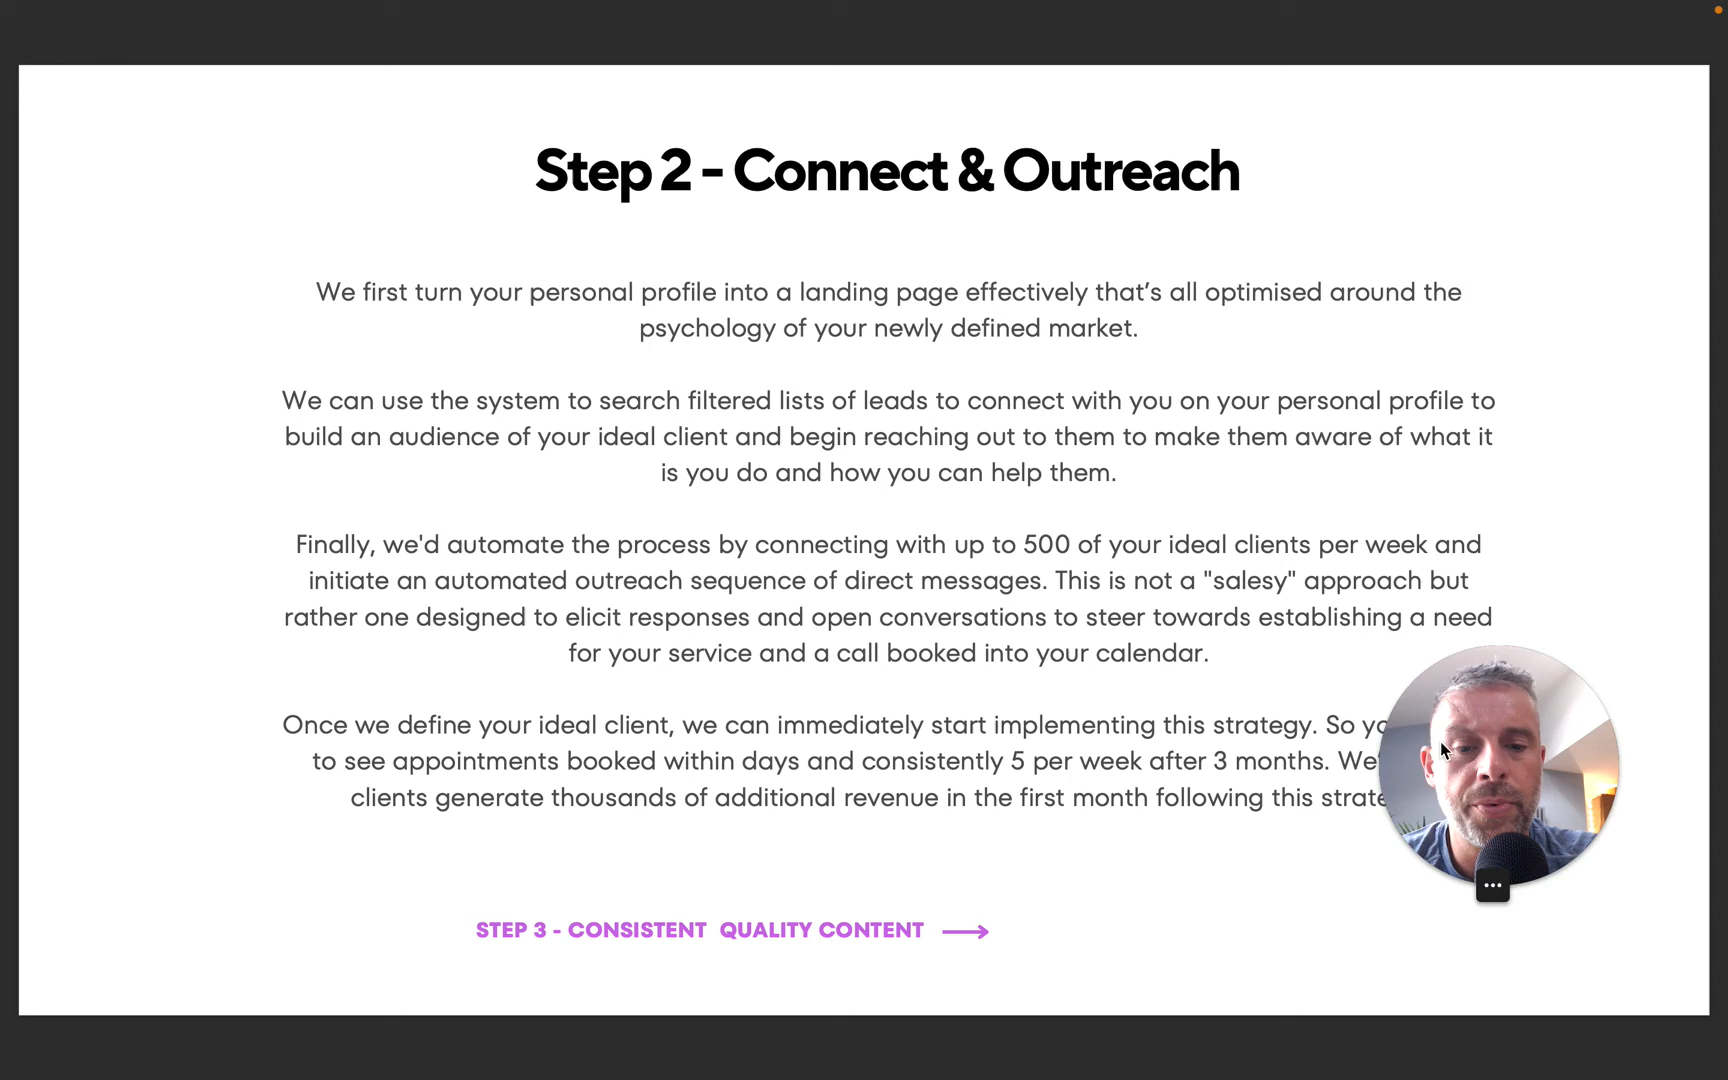 Step 2 - Connect & Outreach
We first turn your personal profile into a landing page effectively that’s all optimised around the
psychology of your newly defined market.
We can use the system to search filtered lists of leads to connect with you on your personal profile to
build an audience of your ideal client and begin reaching out to them to make them aware of what it
is you do and how you can help them.
Finally, we'd automate the process by connecting with up to 500 of your ideal clients per week and
initiate an automated outreach sequence of direct messages. This is not a "salesy" approach but
rather one designed to elicit responses and open conversations to steer towards establishing a need
for your service and a call booked into your calendar.
Once we define your ideal client, we can immediately start implementing this strategy. So
to see appointments booked within days and consistently 5 per week after 3 months.
clients generate thousands of additional revenue in the first month following this
STEP 3 - CONSISTENT QUALITY CONTENT